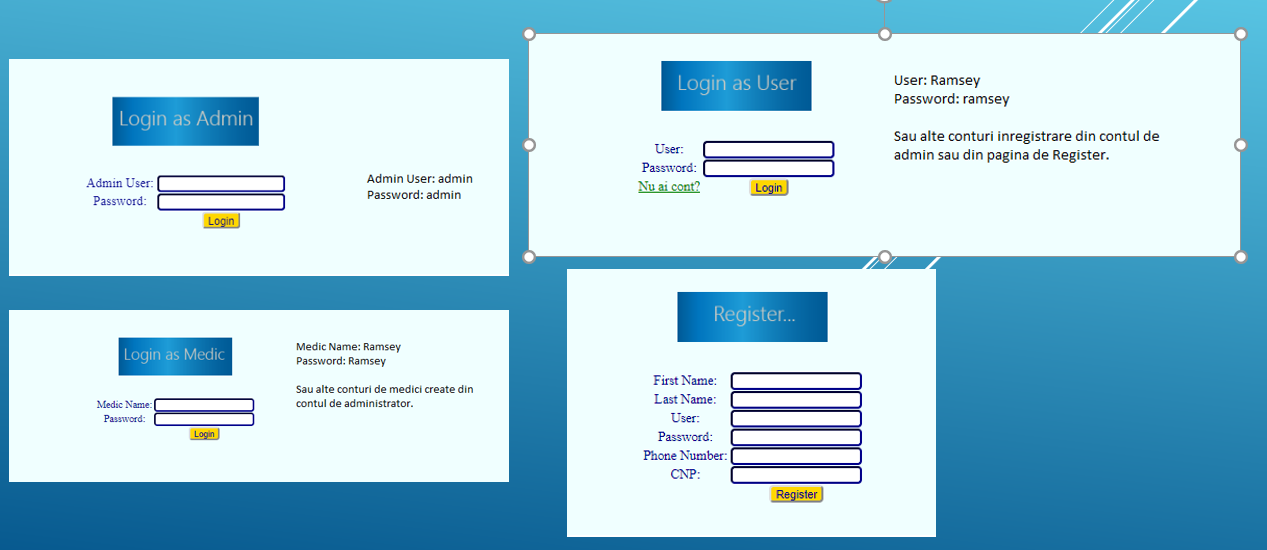 Login as Admin
Admin User:
Password:
Login
Admin User: admin
Password: admin
Login as User
User:
Password:
Nu ai cont?
Login
User: Ramsey
Password: ramsey
Sau alte conturi inregistrare din contul de
admin sau din pagina de Register.
Login as Medic
Medic Name:
Password:
Login
Medic Name: Ramsey
Password: Ramsey
Sau alte conturi de medici create din
contul de administrator.
Register...
First Name:
Last Name:
User:
Password:
Phone Number:
CNP:
Register